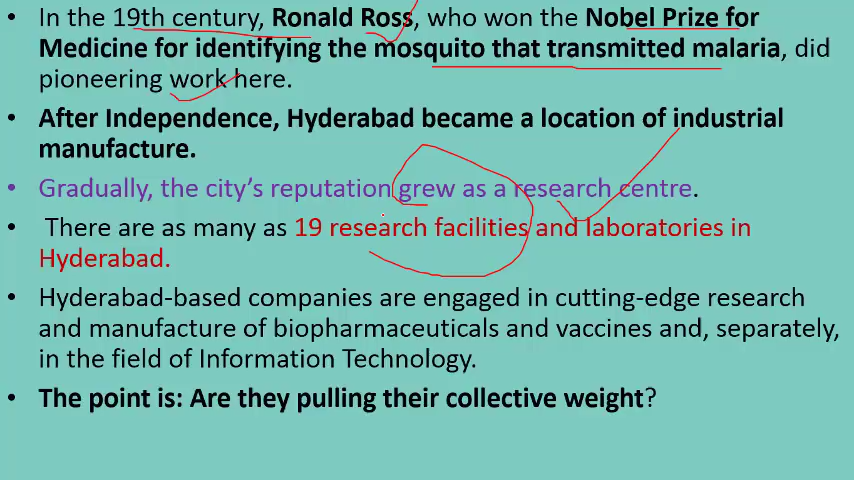 • In the 19th century, Ronald Ross, who won the Nobel Prize for
Medicine for identifying the mosquito that transmitted malaria, did
pioneering work here.
• After Independence, Hyderabad became a location of industrial
manufacture.
• Gradually, the city's reputation grew as a research centre.
• There are as many as 19 research facilities and laboratories in
Hyderabad.
• Hyderabad-based companies are engaged in cutting-edge research
and manufacture of biopharmaceuticals and vaccines and, separately,
in the field of Information Technology.
• The point is: Are they pulling their collective weight?